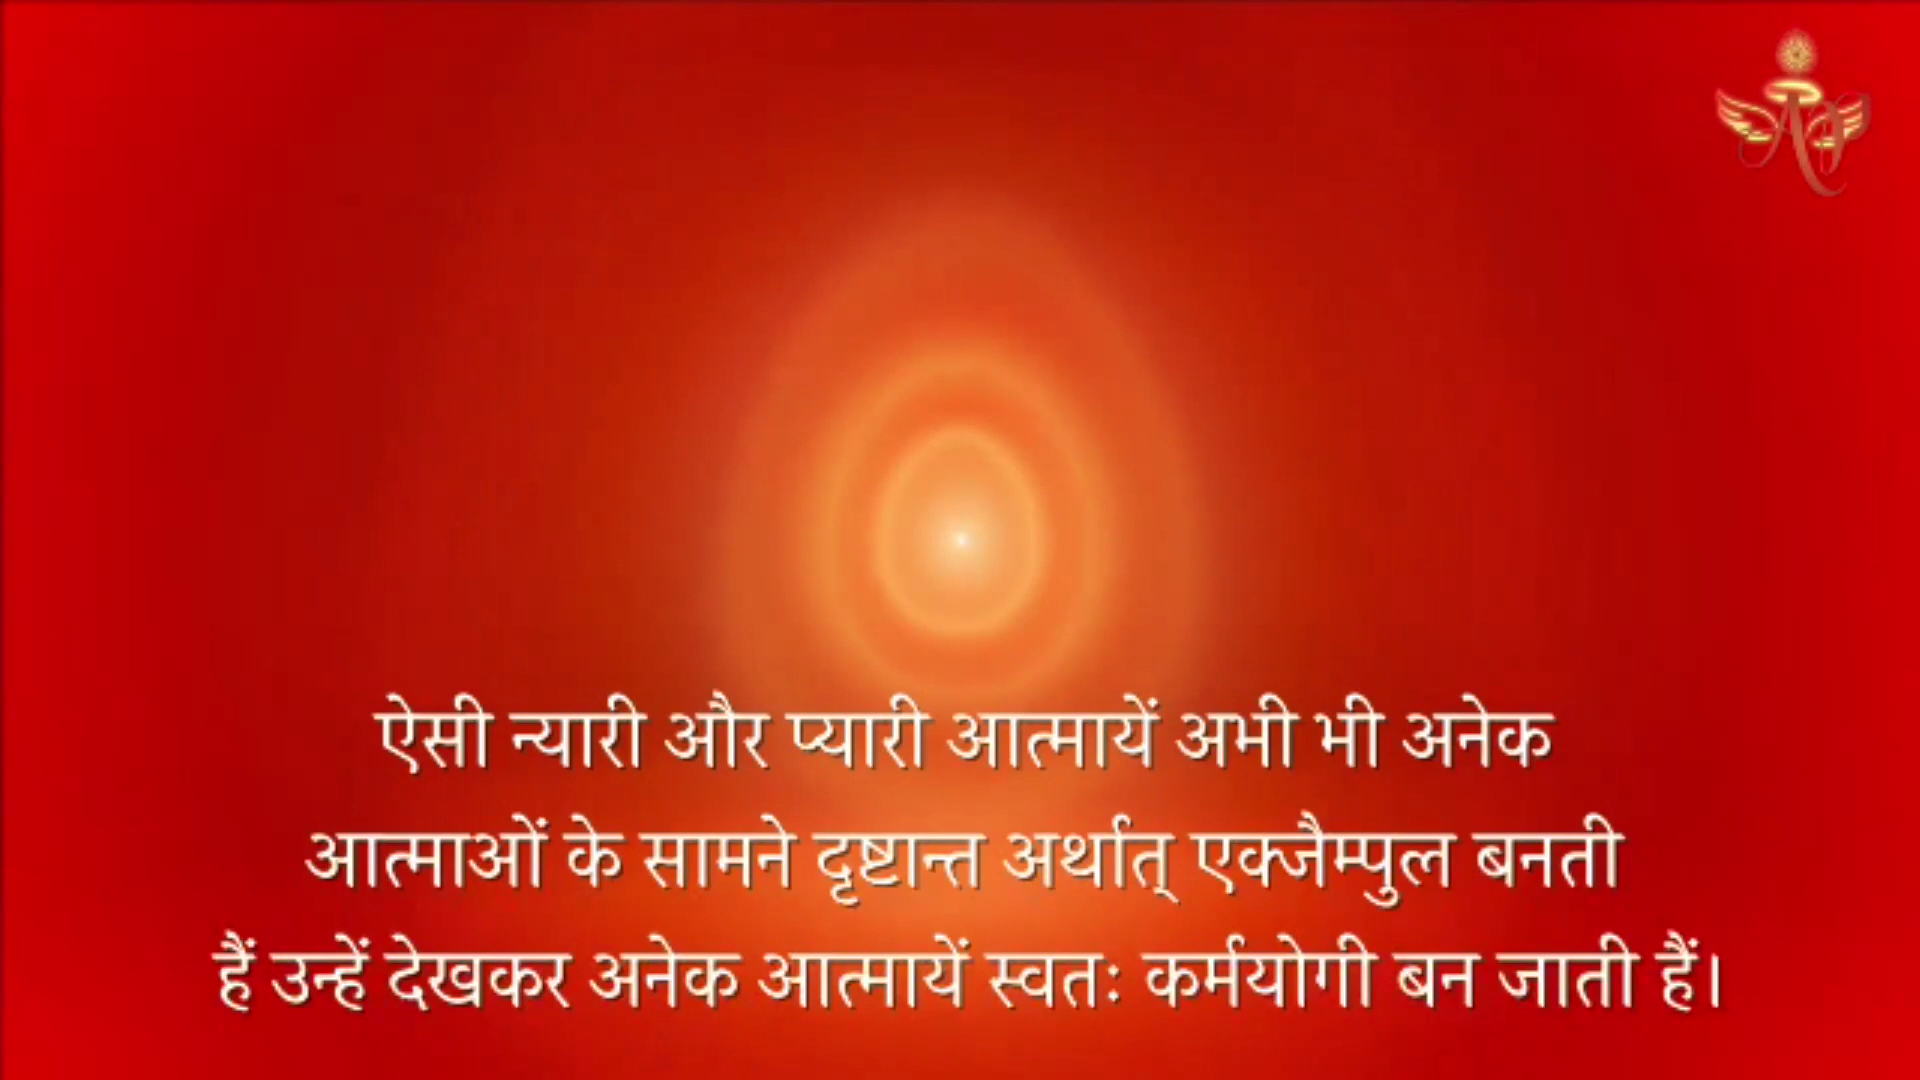 ऐसी न्यारी और प्यारी आत्मायें अभी भी अनेक
आत्माओं के सामने दृष्टान्त अर्थात् एक्जैम्पुल बनती
हैं उन्हें देखकर अनेक आत्मायें स्वतः कर्मयोगी बन जाती हैं।